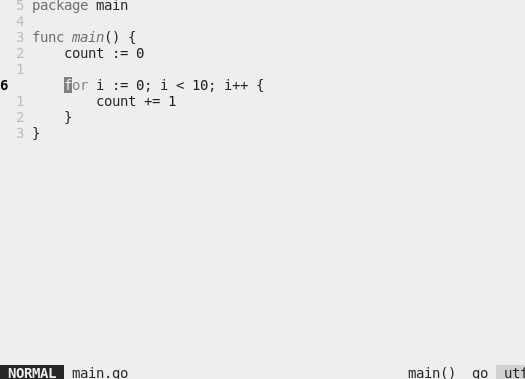 5 package main
4
3 func main() {
2     count := 0
1
6     for i := 0; i < 10; i++ {
1         count += 1
2     }
3 }
NORMAL main.go main() go utf